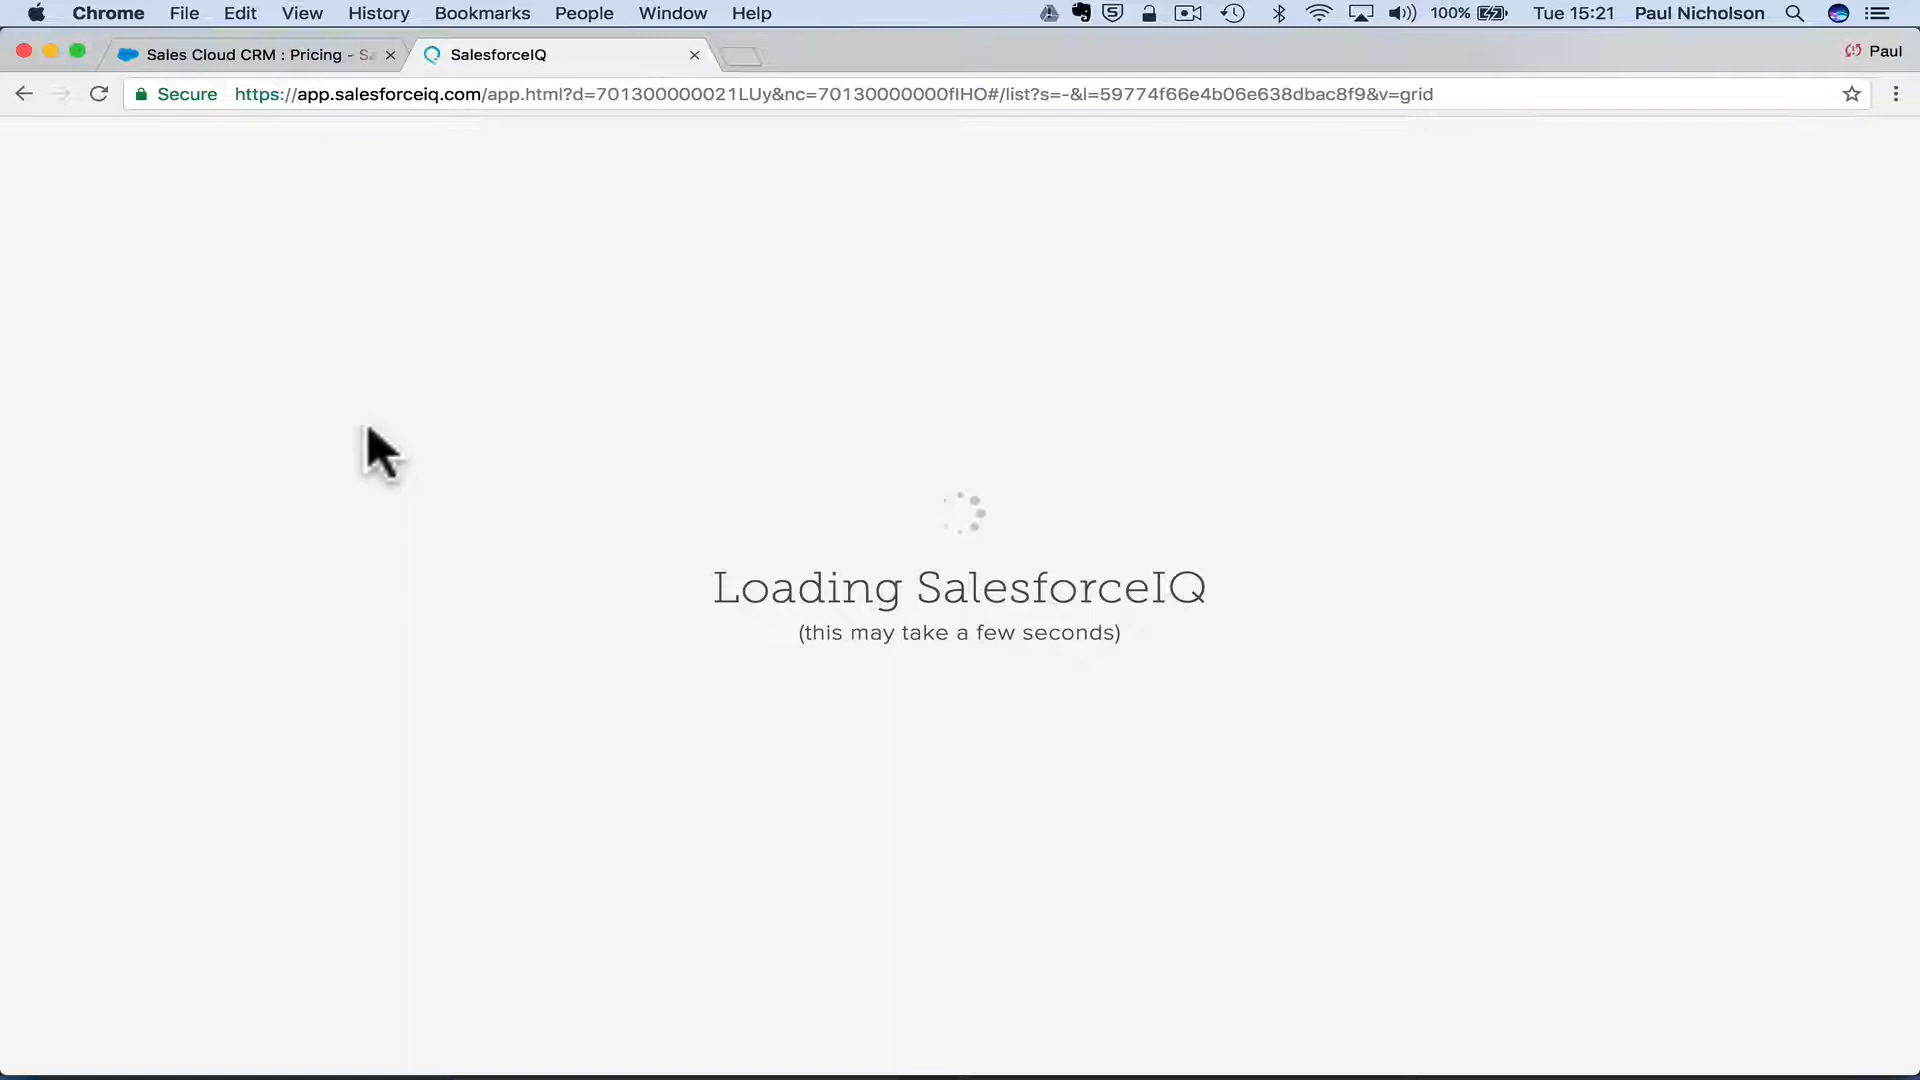 Chrome File Edit View History Bookmarks People Window Help 100% Tue 15:21 Paul Nicholson
Sales Cloud CRM : Pricing - Sa SalesforceIQ Paul
Secure https://app.salesforceiq.com/app.html?d=701300000021LUy&nc=70130000000fIHO#/list?s=-&l=59774f66e4b06e638dbac8f9&v=grid
Loading SalesforceIQ
(this may take a few seconds)